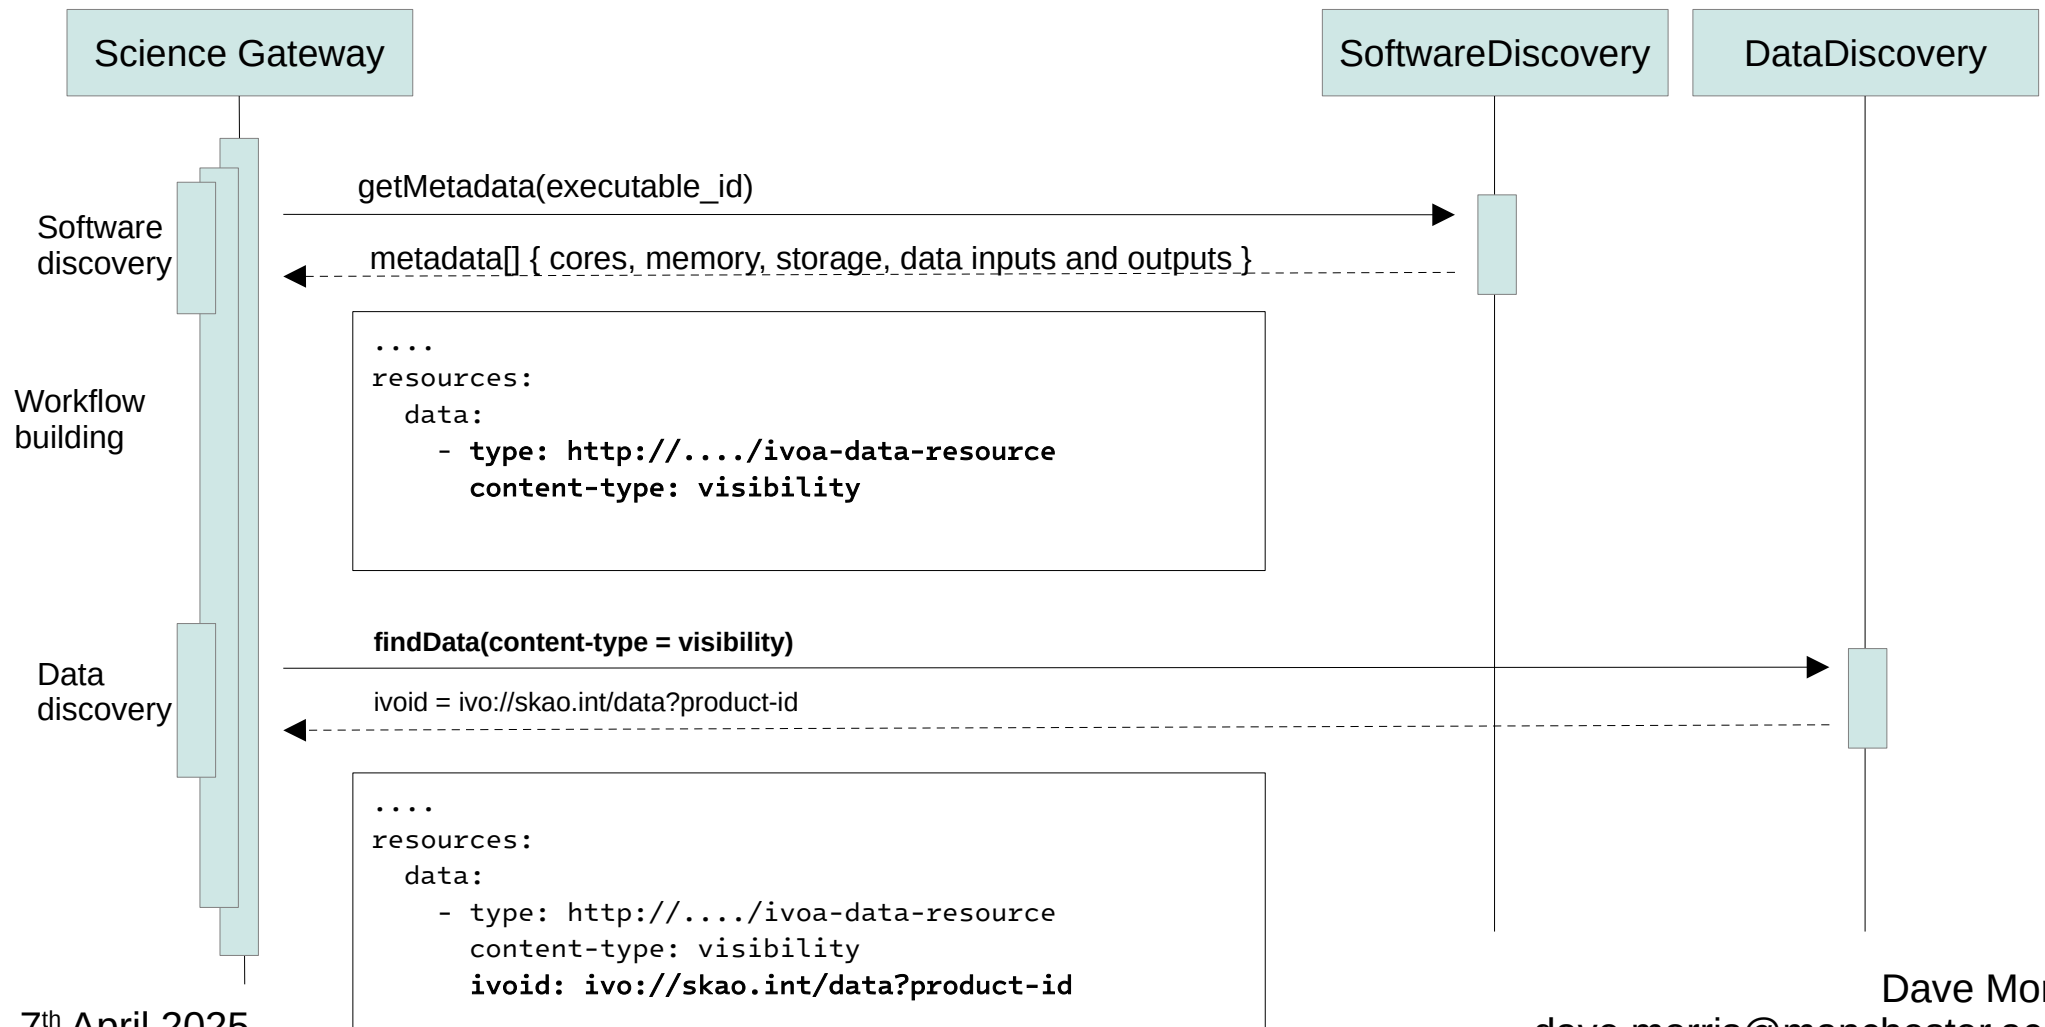 Science Gateway
SoftwareDiscovery
DataDiscovery
getMetadata(executable_id)
Software
discovery
metadata[] { cores, memory, storage, data inputs and outputs }
....
resources:
data:
- type: http://..../ivoa-data-resource
content-type: visibility
Workflow
building
findData(content-type = visibility)
Data
discovery
ivoid = ivo://skao.int/data?product-id
....
resources:
data:
- type: http://..../ivoa-data-resource
content-type: visibility
ivoid: ivo://skao.int/data?product-id
Dave
7th April 2025